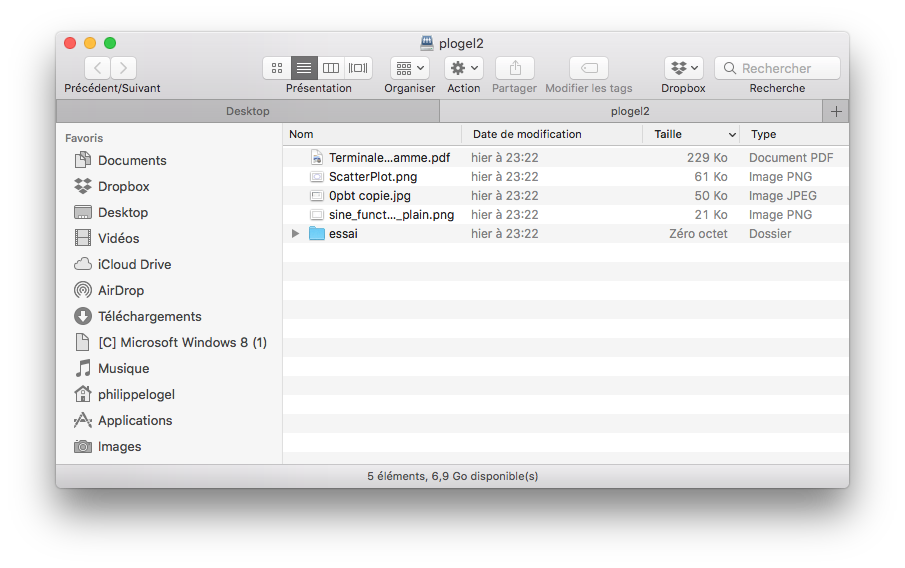 plogel2
Rechercher
Précédent/Suivant Présentation Organiser Action Partager Modifier les tags Dropbox Recherche
Desktop plogel2 +
Favoris
Documents
Dropbox
Desktop
Vidéos
iCloud Drive
AirDrop
Téléchargements
[C] Microsoft Windows 8 (1)
Musique
philippelogel
Applications
Images
Nom Date de modification Taille Type
Terminale...amme.pdf hier à 23:22 229 Ko Document PDF
ScatterPlot.png hier à 23:22 61 Ko Image PNG
0pbt copie.jpg hier à 23:22 50 Ko Image JPEG
sine_funct..._plain.png hier à 23:22 21 Ko Image PNG
essai hier à 23:22 Zéro octet Dossier
5 éléments, 6,9 Go disponible(s)